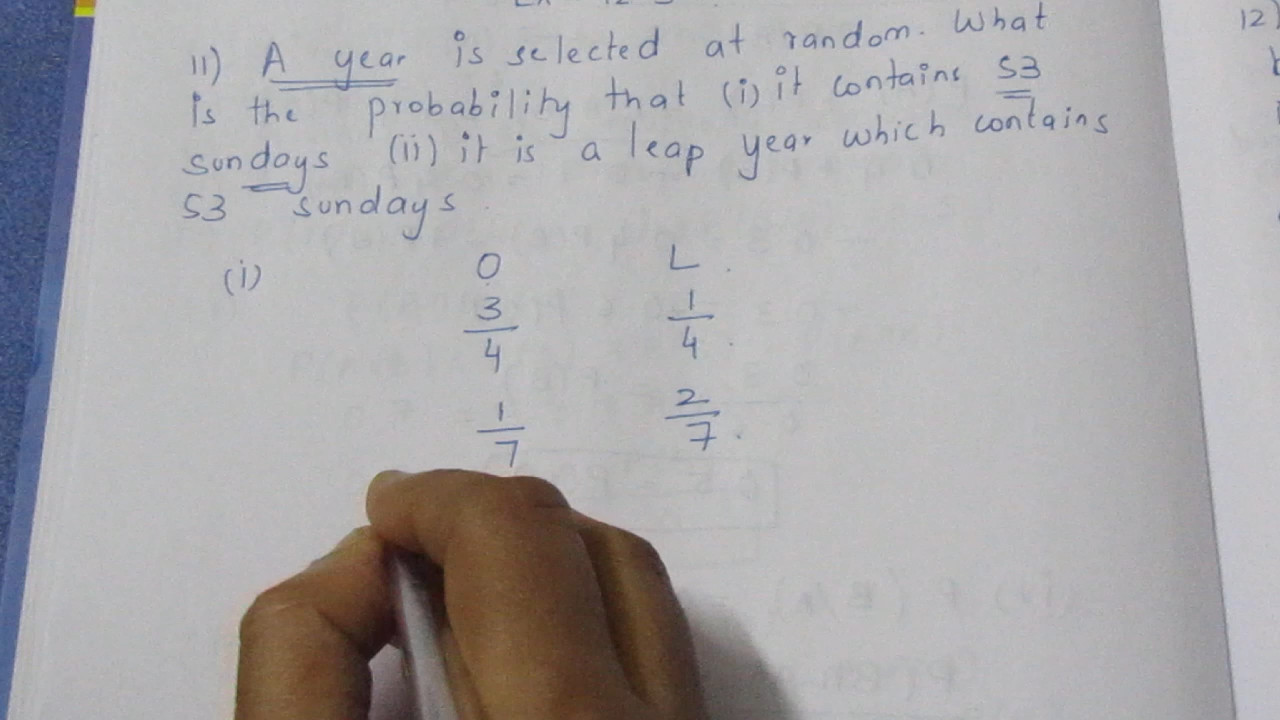 11) A year is selected at random. What
is the probability that (i) it contains 53
sundays (ii) it is a leap year which contains
53 sundays.
(i) O L
3/4 1/4
1/7 2/7
12)